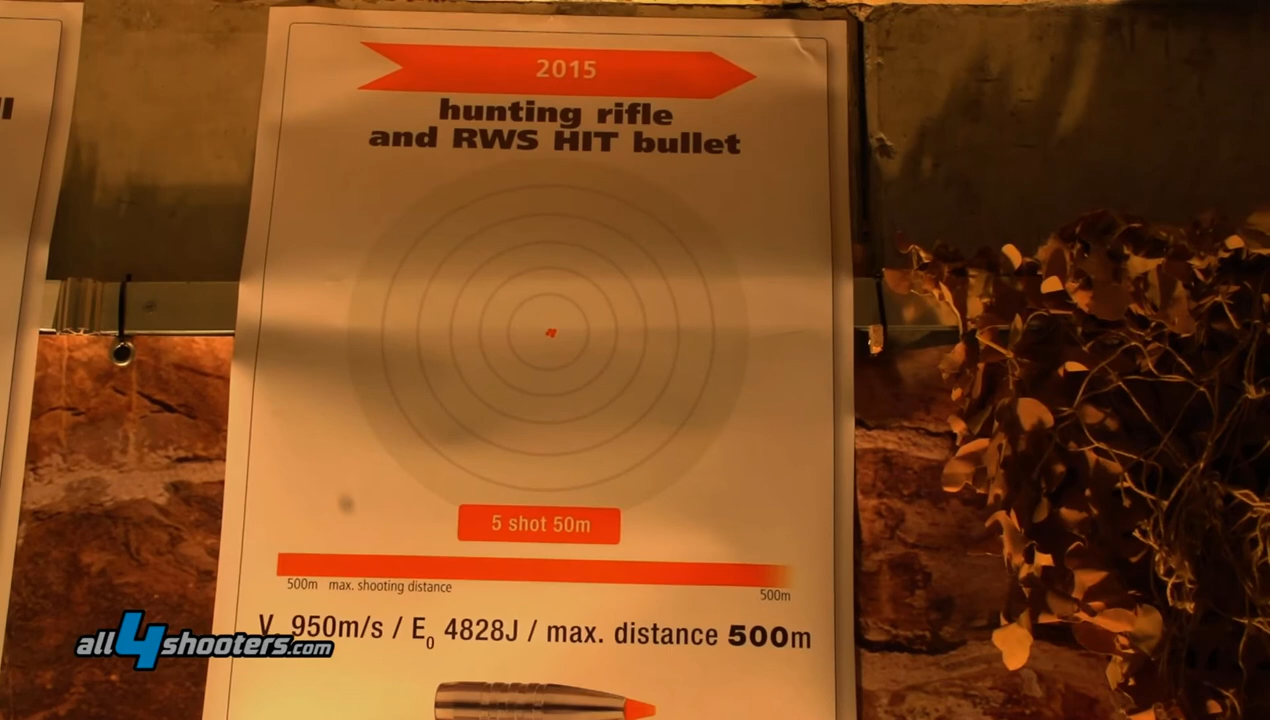 2015
hunting rifle
and RWS HIT bullet
5 shot 50m
500m max. shooting distance
500m
V 950m/s / E0 4828J / max. distance 500m
all4shooters.com